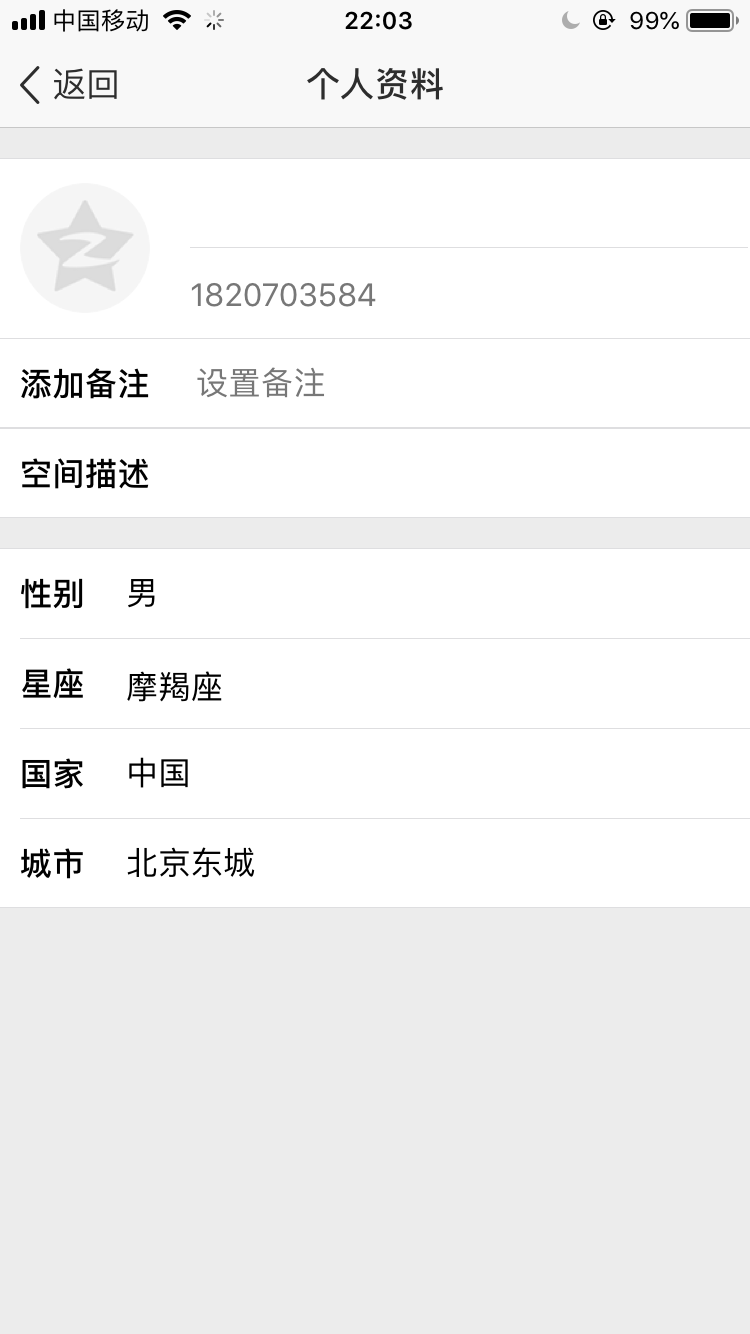 中国移动 22:03 99%
返回 个人资料
1820703584
添加备注 设置备注
空间描述
性别 男
星座 摩羯座
国家 中国
城市 北京东城